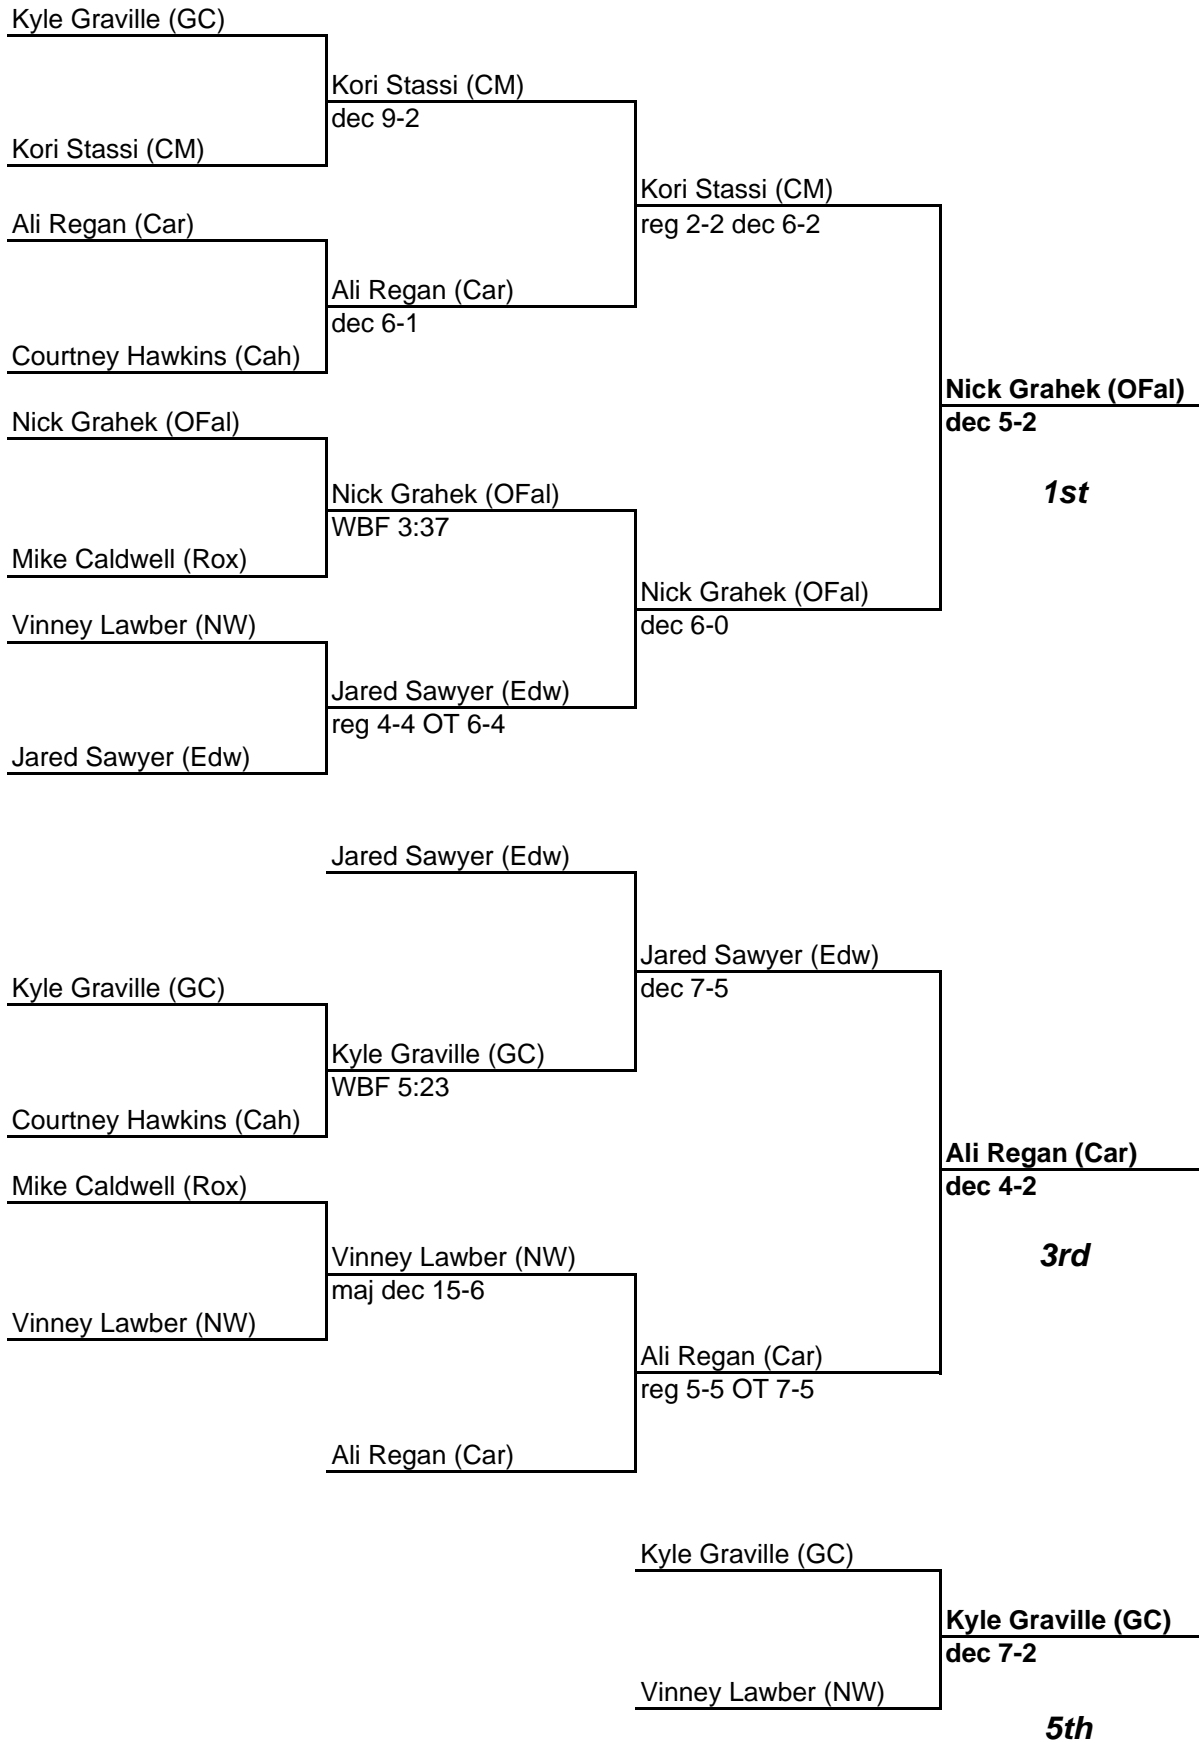 Kyle Graville (GC)
Kori Stassi (CM)
dec 9-2
Kori Stassi (CM)
Kori Stassi (CM)
reg 2-2 dec 6-2
Ali Regan (Car)
Ali Regan (Car)
dec 6-1
Courtney Hawkins (Cah)
Nick Grahek (OFal)
dec 5-2
1st
Nick Grahek (OFal)
Nick Grahek (OFal)
WBF 3:37
Mike Caldwell (Rox)
Nick Grahek (OFal)
dec 6-0
Vinney Lawber (NW)
Jared Sawyer (Edw)
reg 4-4 OT 6-4
Jared Sawyer (Edw)
Jared Sawyer (Edw)
Jared Sawyer (Edw)
dec 7-5
Kyle Graville (GC)
Kyle Graville (GC)
WBF 5:23
Courtney Hawkins (Cah)
Ali Regan (Car)
dec 4-2
3rd
Mike Caldwell (Rox)
Vinney Lawber (NW)
maj dec 15-6
Vinney Lawber (NW)
Ali Regan (Car)
reg 5-5 OT 7-5
Ali Regan (Car)
Kyle Graville (GC)
Kyle Graville (GC)
dec 7-2
Vinney Lawber (NW)
5th